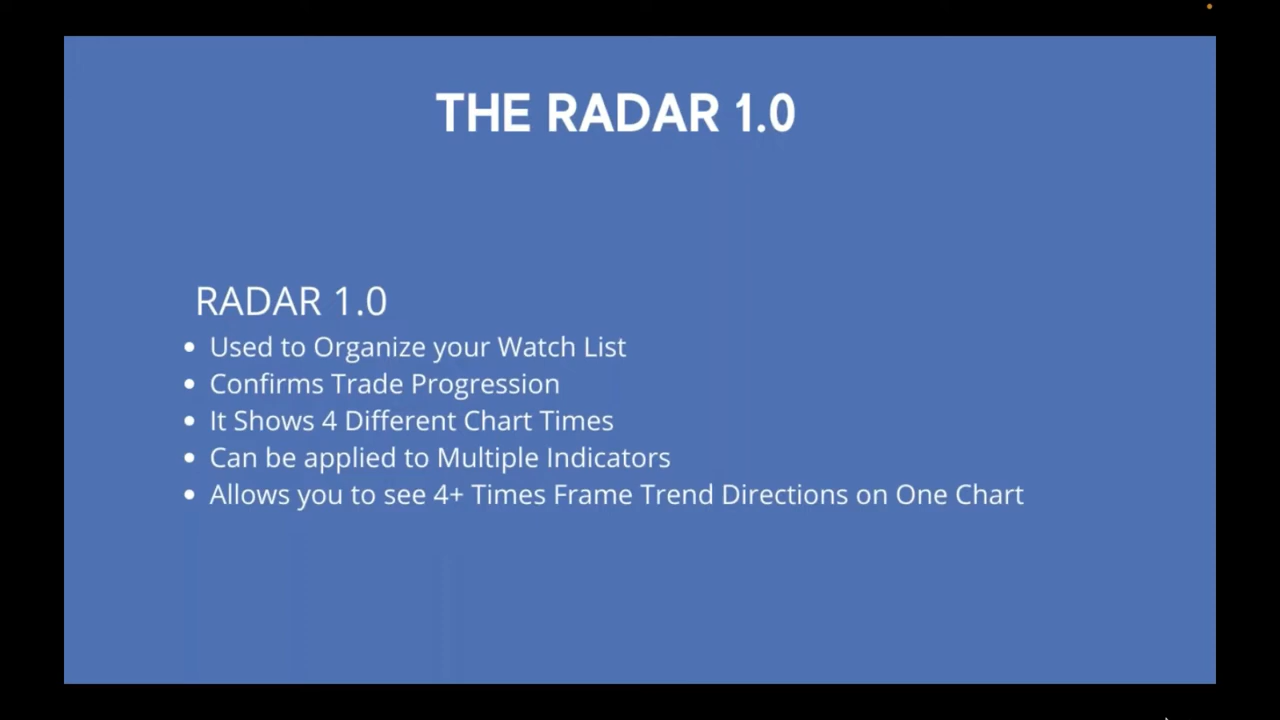 THE RADAR 1.0
RADAR 1.0
Used to Organize your Watch List
Confirms Trade Progression
It Shows 4 Different Chart Times
Can be applied to Multiple Indicators
Allows you to see 4+ Times Frame Trend Directions on One Chart